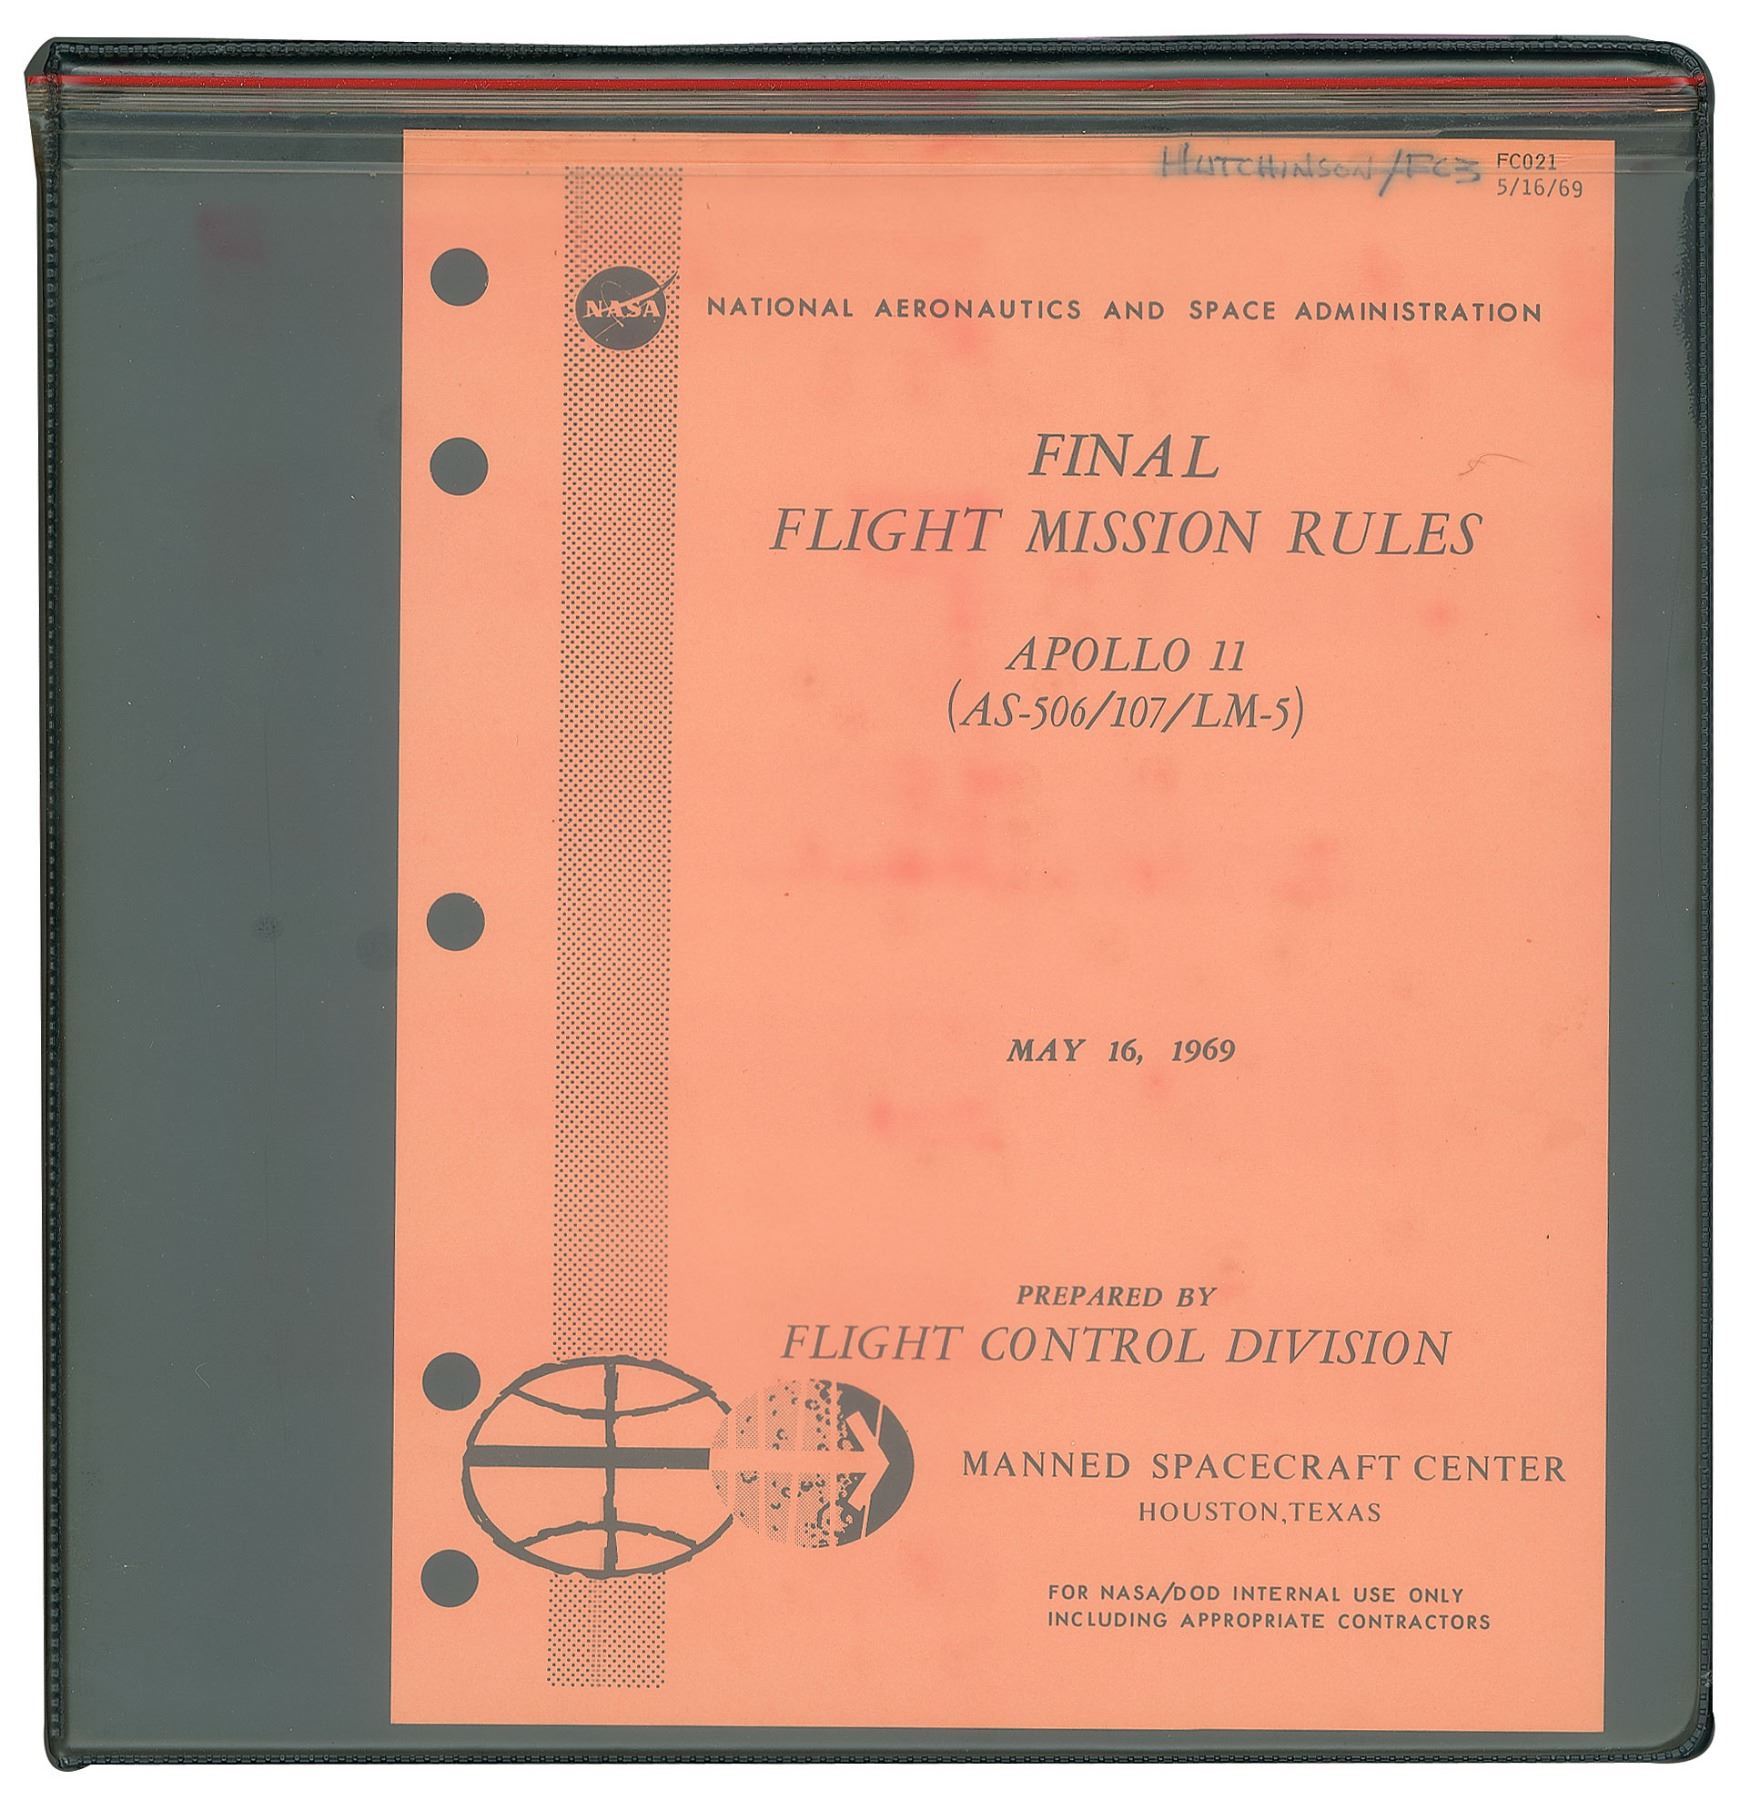 HUTCHINSON/FC3
FC021
5/16/69
NASA
NATIONAL AERONAUTICS AND SPACE ADMINISTRATION
FINAL
FLIGHT MISSION RULES
APOLLO 11
(AS-506/107/LM-5)
MAY 16, 1969
PREPARED BY
FLIGHT CONTROL DIVISION
MANNED SPACECRAFT CENTER
HOUSTON,TEXAS
FOR NASA/DOD INTERNAL USE ONLY
INCLUDING APPROPRIATE CONTRACTORS